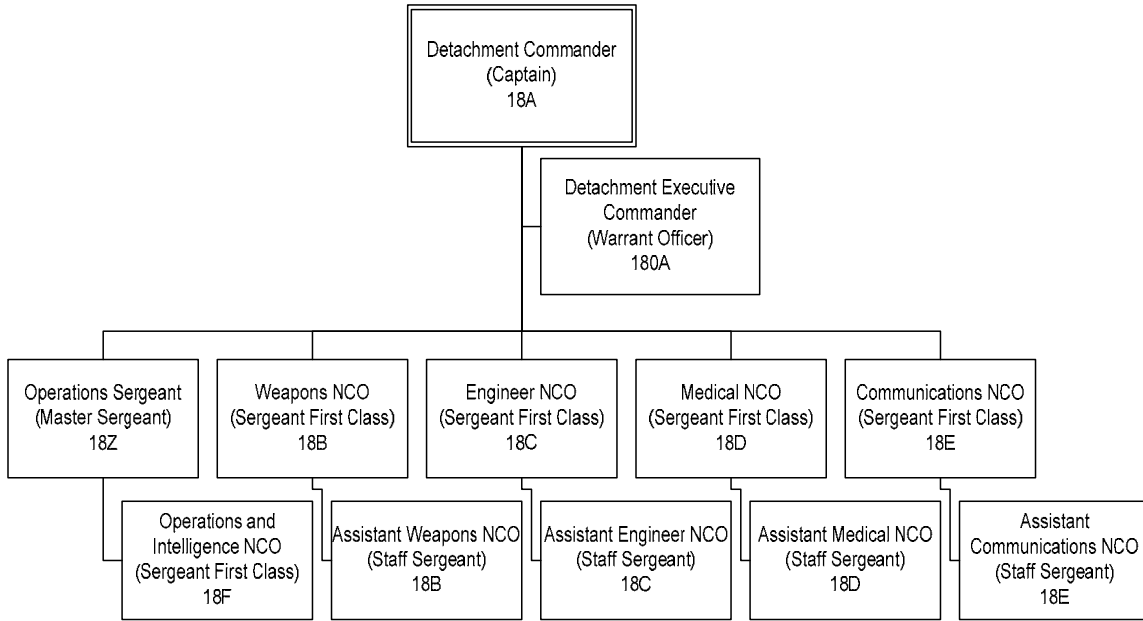 Detachment Commander
(Captain)
18A
Detachment Executive
Commander
(Warrant Officer)
180A
Operations Sergeant
(Master Sergeant)
18Z
Weapons NCO
(Sergeant First Class)
18B
Engineer NCO
(Sergeant First Class)
18C
Medical NCO
(Sergeant First Class)
18D
Communications NCO
(Sergeant First Class)
18E
Operations and
Intelligence NCO
(Sergeant First Class)
18F
Assistant Weapons NCO
(Staff Sergeant)
18B
Assistant Engineer NCO
(Staff Sergeant)
18C
Assistant Medical NCO
(Staff Sergeant)
18D
Assistant
Communications NCO
(Staff Sergeant)
18E